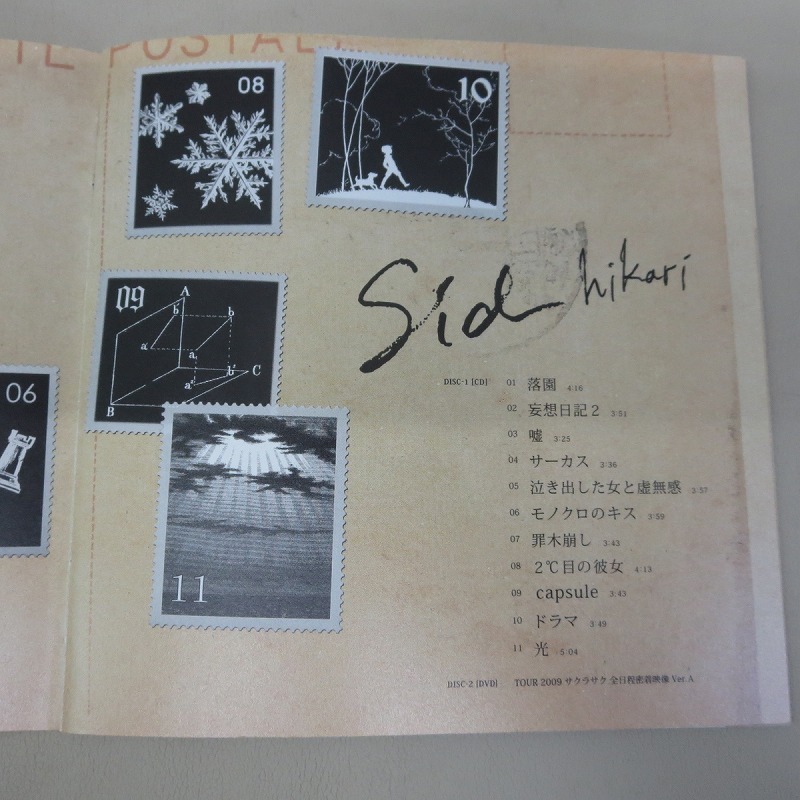 TE POSTALE
08
10
Sid hikari
09
A
b'
b
a'
a
b'
C
a"
B
06
11
DISC-1 [CD]
01 落園 4:16
02 妄想日記2 3:51
03 嘘 3:25
04 サーカス 3:36
05 泣き出した女と虚無感 3:57
06 モノクロのキス 3:59
07 罪木崩し 3:43
08 2℃目の彼女 4:13
09 capsule 3:43
10 ドラマ 3:49
11 光 5:04
DISC-2 [DVD] TOUR 2009 サクラサク 全日程密着映像 Ver.A